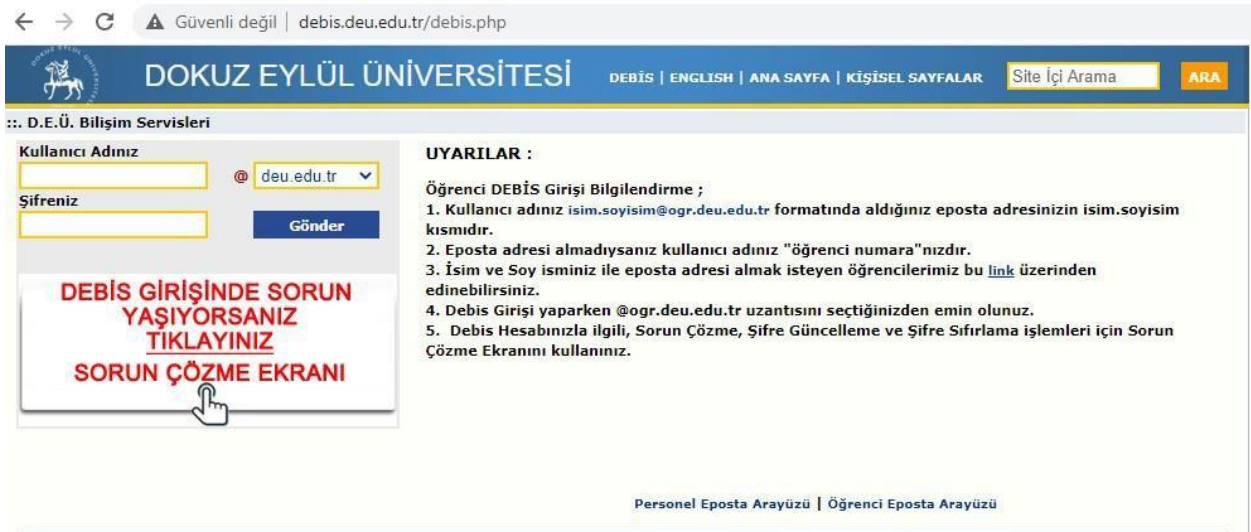 Güvenli değil | debis.deu.edu.tr/debis.php
DOKUZ EYLÜL ÜNİVERSİTESİ
DEBİS | ENGLISH | ANA SAYFA | KİŞİSEL SAYFALAR
Site İçi Arama
ARA
::. D.E.Ü. Bilişim Servisleri
Kullanıcı Adınız
@ deu.edu.tr
Şifreniz
Gönder
DEBİS GİRİŞİNDE SORUN
YAŞIYORSANIZ
TIKLAYINIZ
SORUN ÇÖZME EKRANI
UYARILAR :
Öğrenci DEBİS Girişi Bilgilendirme ;
1. Kullanıcı adınız isim.soyisim@ogr.deu.edu.tr formatında aldığınız eposta adresinizin isim.soyisim
kısmıdır.
2. Eposta adresi almadıysanız kullanıcı adınız "öğrenci numara"nızdır.
3. İsim ve Soy isminiz ile eposta adresi almak isteyen öğrencilerimiz bu link üzerinden
edinebilirsiniz.
4. Debis Girişi yaparken @ogr.deu.edu.tr uzantısını seçtiğinizden emin olunuz.
5. Debis Hesabınızla ilgili, Sorun Çözme, Şifre Güncelleme ve Şifre Sıfırlama işlemleri için Sorun
Çözme Ekranını kullanınız.
Personel Eposta Arayüzü | Öğrenci Eposta Arayüzü